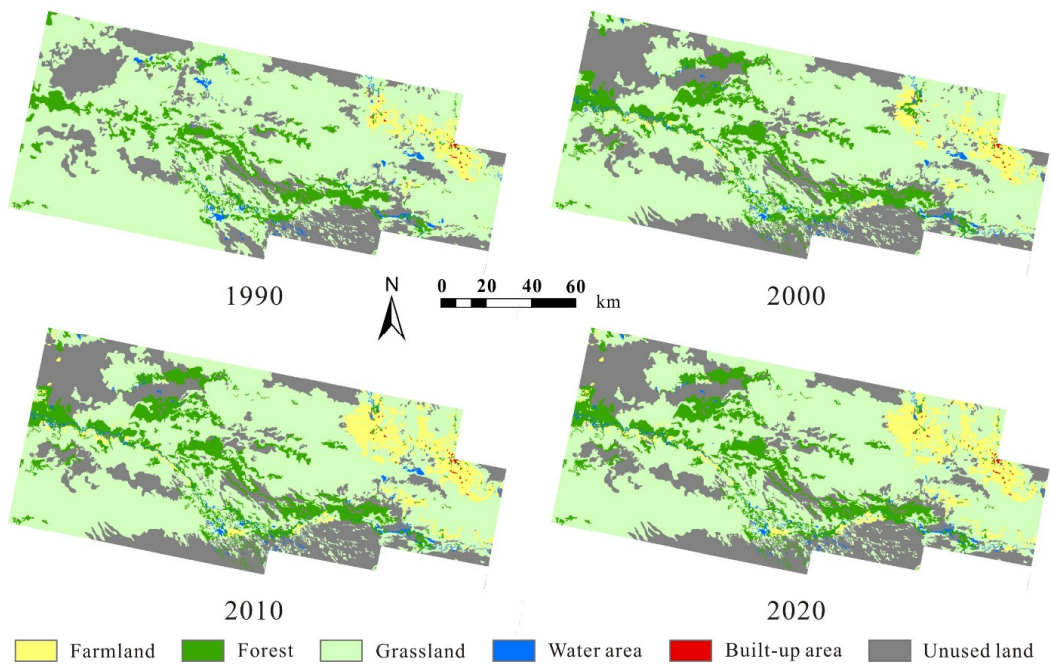 1990
2000
N
0 20 40 60
km
2010
2020
Farmland
Forest
Grassland
Water area
Built-up area
Unused land